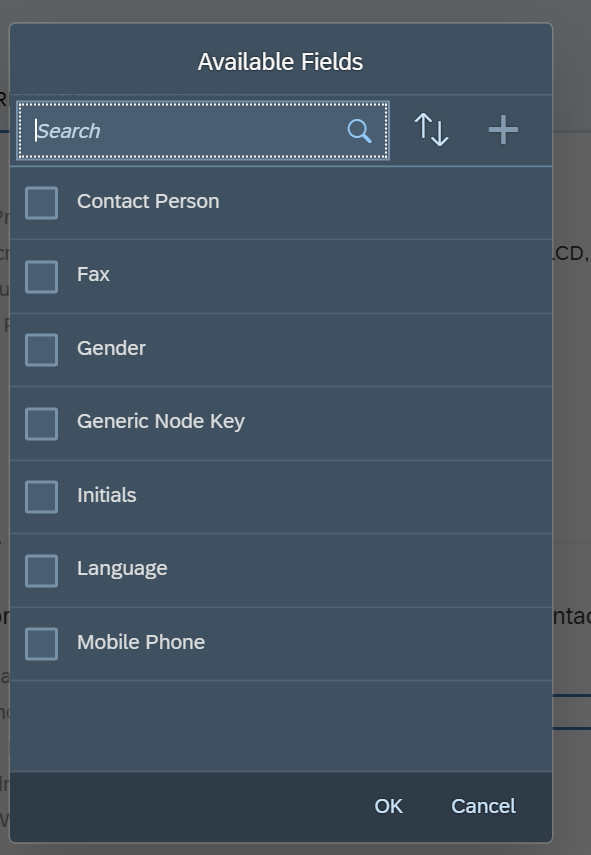 Available Fields
Search
Contact Person
Fax
Gender
Generic Node Key
Initials
Language
Mobile Phone
OK
Cancel